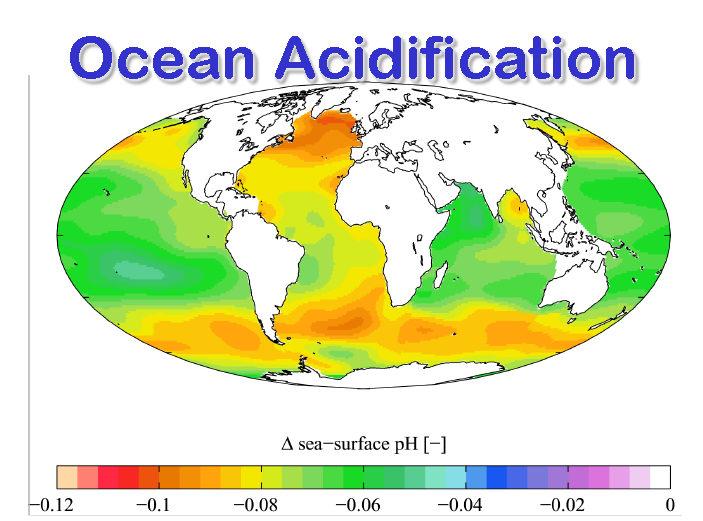 Ocean Acidification
Δ sea−surface pH [−]
−0.12 −0.1 −0.08 −0.06 −0.04 −0.02 0